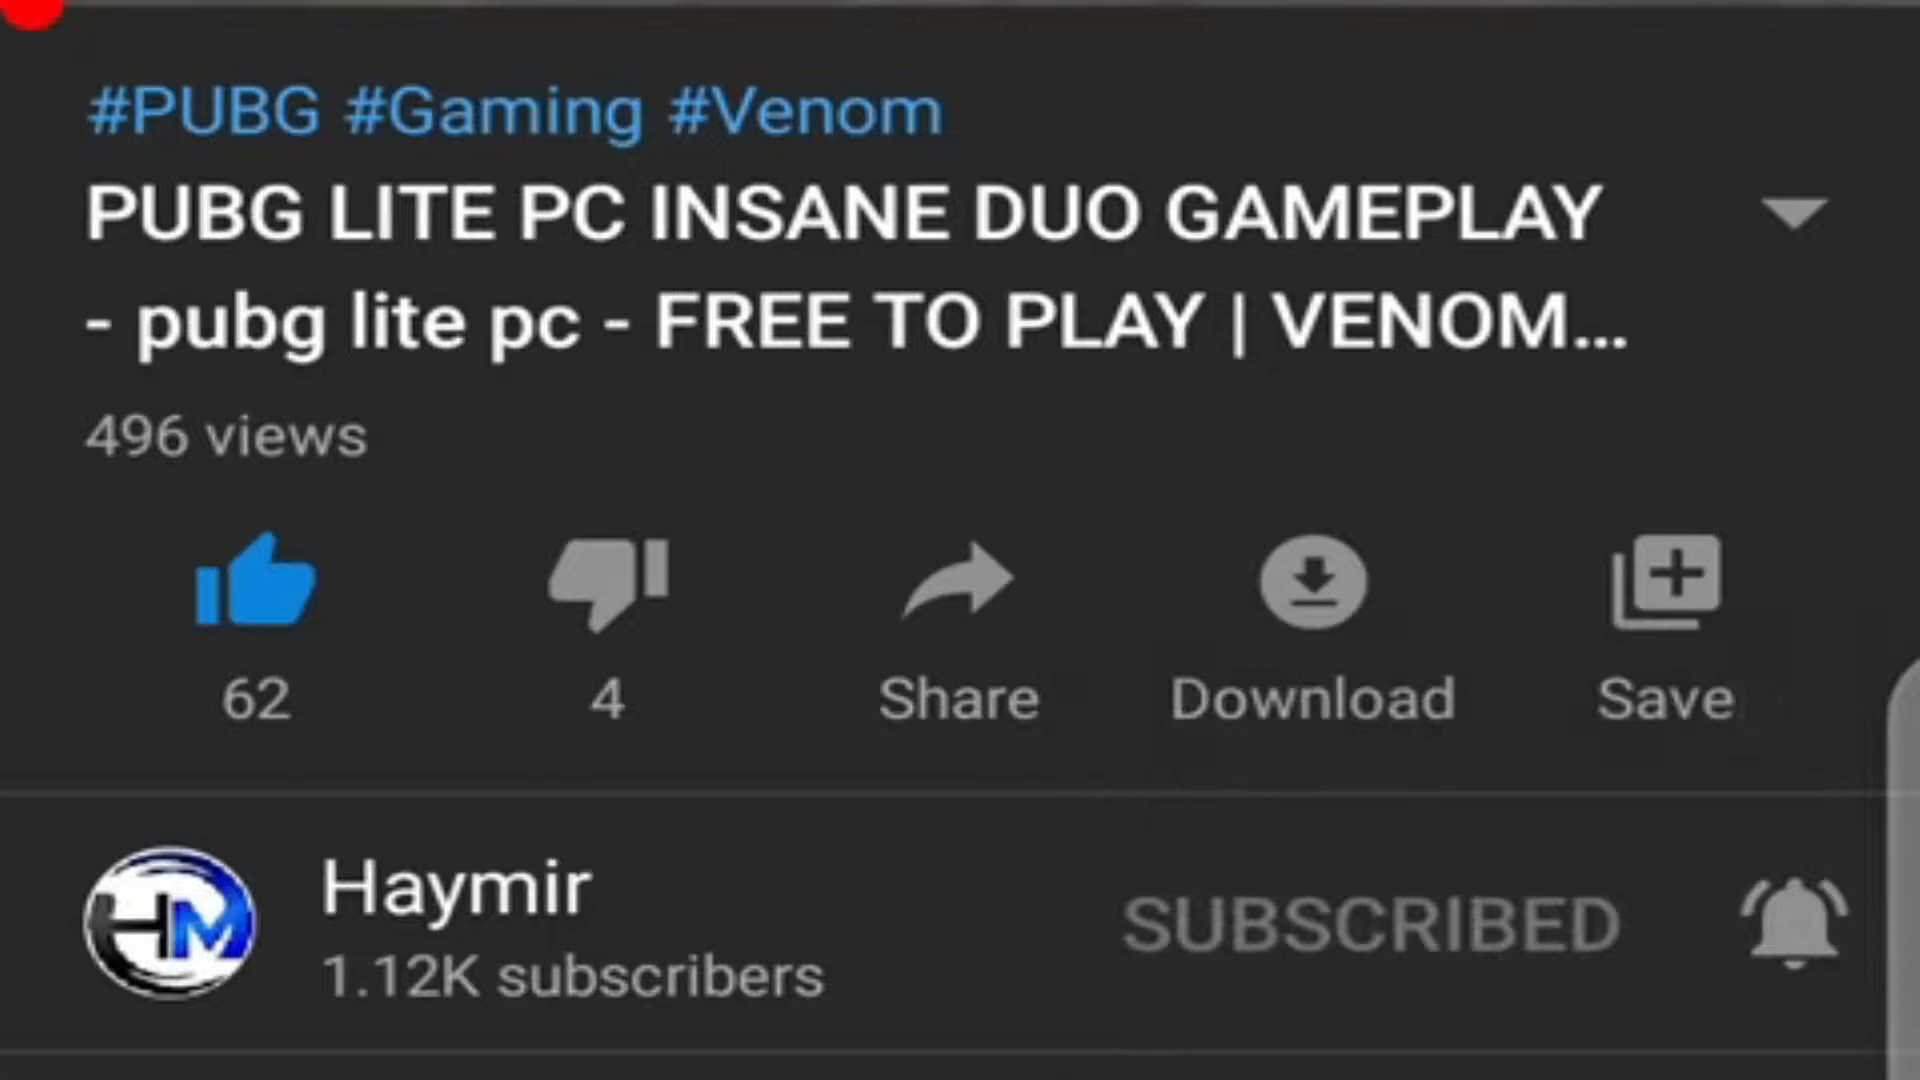 #PUBG #Gaming #Venom
PUBG LITE PC INSANE DUO GAMEPLAY
- pubg lite pc - FREE TO PLAY | VENOM...
496 views
62
4
Share
Download
Save
HM
Haymir
1.12K subscribers
SUBSCRIBED